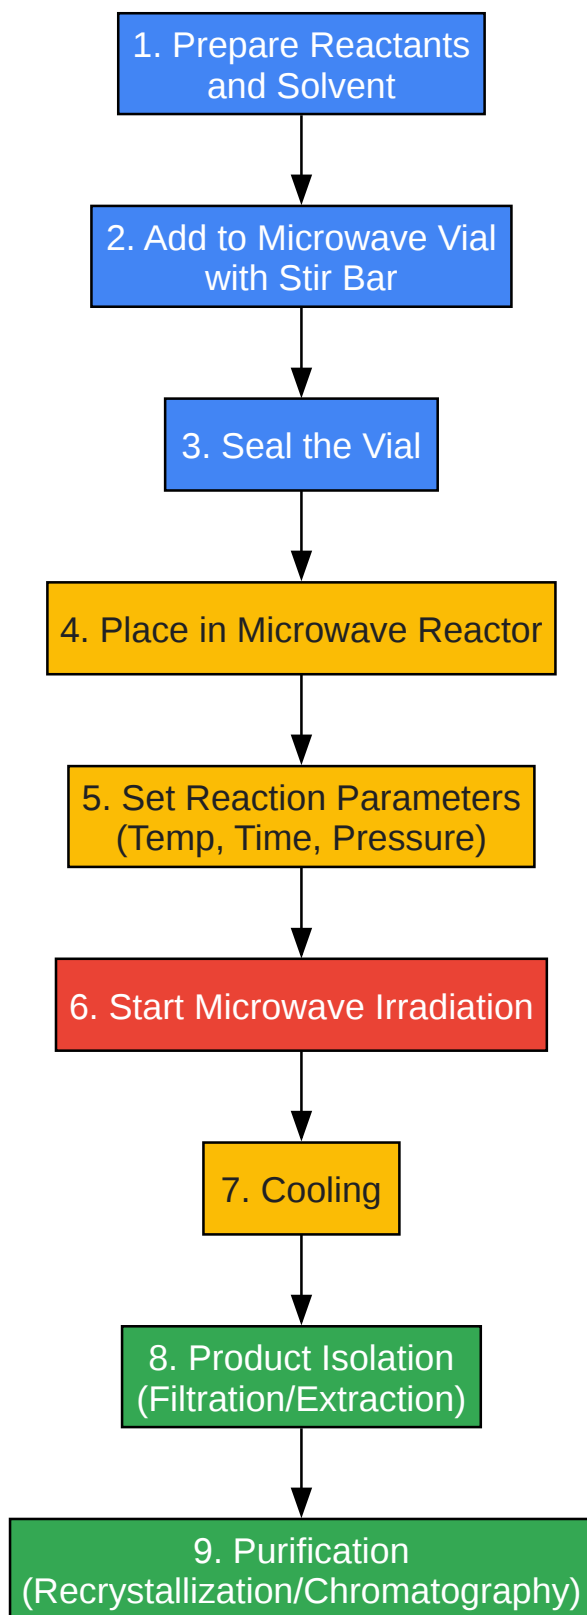 1. Prepare Reactants
and Solvent
2. Add to Microwave Vial
with Stir Bar
3. Seal the Vial
4. Place in Microwave Reactor
5. Set Reaction Parameters
(Temp, Time, Pressure)
6. Start Microwave Irradiation
7. Cooling
8. Product Isolation
(Filtration/Extraction)
9. Purification
(Recrystallization/Chromatography)